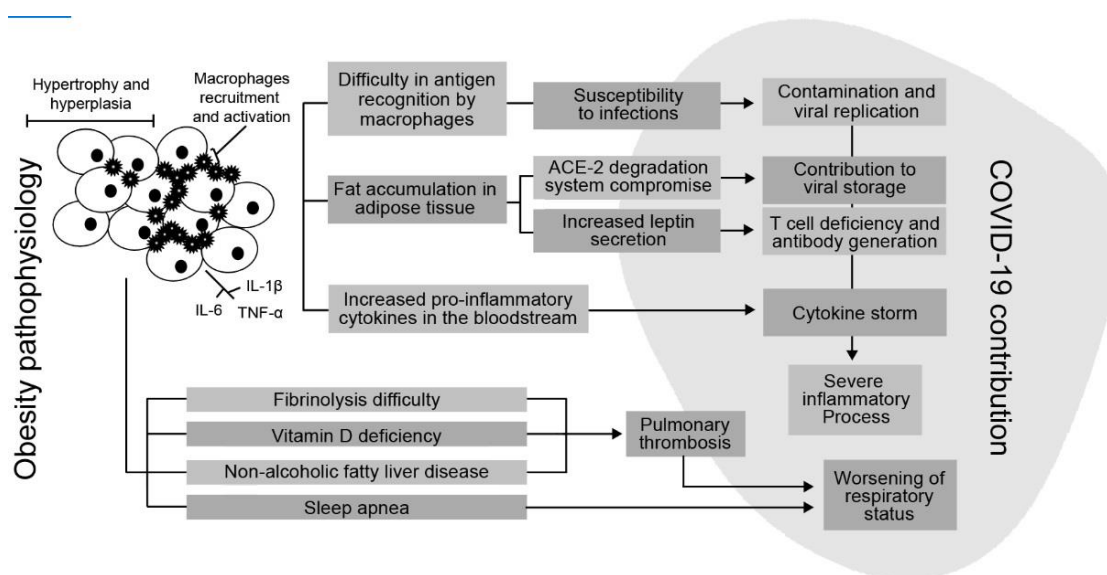 Obesity pathophysiology
Hypertrophy and
hyperplasia
Macrophages
recruitment
and activation
IL-1β
IL-6
TNF-α
Difficulty in antigen
recognition by
macrophages
Susceptibility
to infections
Contamination and
viral replication
Fat accumulation in
adipose tissue
ACE-2 degradation
system compromise
Contribution to
viral storage
Increased leptin
secretion
T cell deficiency and
antibody generation
Increased pro-inflammatory
cytokines in the bloodstream
Cytokine storm
Severe
inflammatory
Process
Fibrinolysis difficulty
Vitamin D deficiency
Non-alcoholic fatty liver disease
Sleep apnea
Pulmonary
thrombosis
Worsening of
respiratory
status
COVID-19 contribution